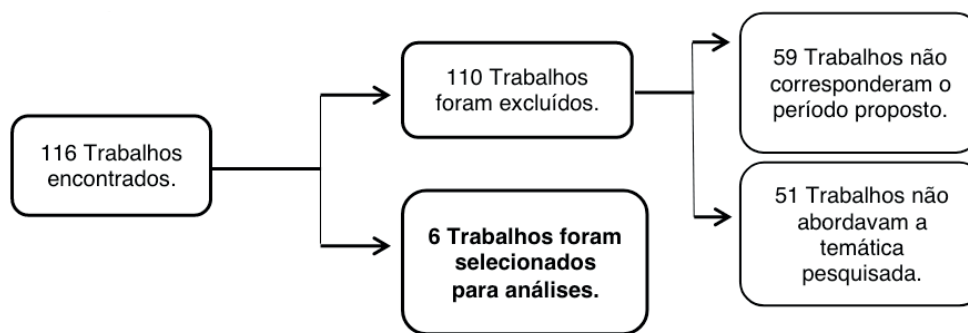 116 Trabalhos
encontrados.
110 Trabalhos
foram excluídos.
6 Trabalhos foram
selecionados
para análises.
59 Trabalhos não
corresponderam o
período proposto.
51 Trabalhos não
abordavam a
temática
pesquisada.